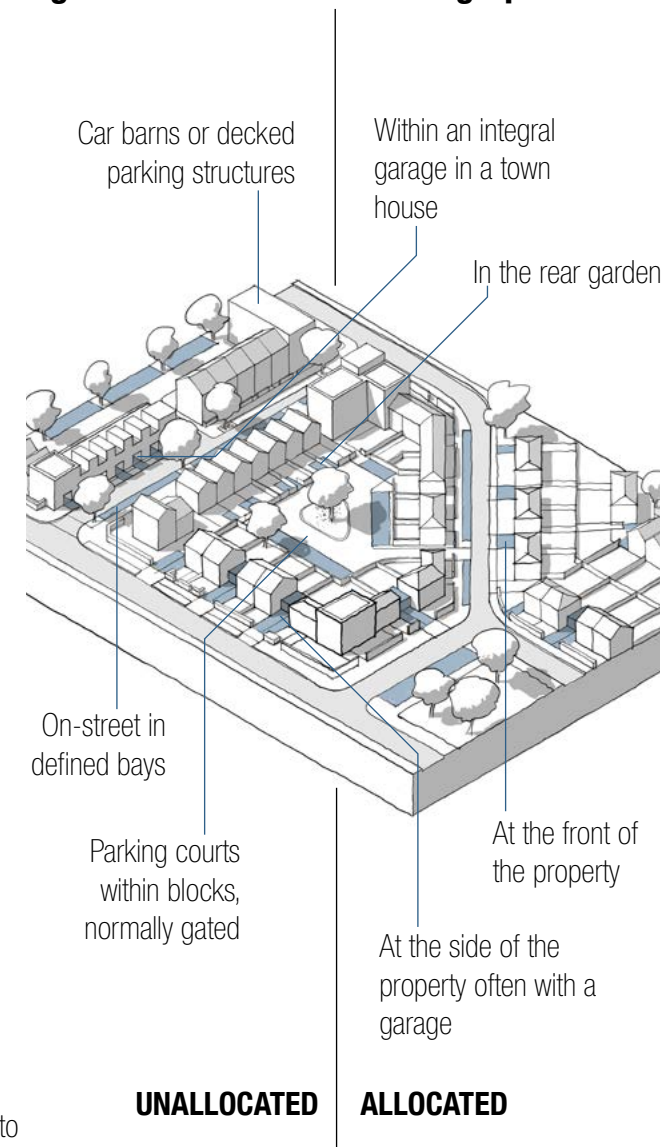 Car barns or decked
parking structures
Within an integral
garage in a town
house
In the rear garden
On-street in
defined bays
Parking courts
within blocks,
normally gated
At the front of
the property
At the side of the
property often with a
garage
UNALLOCATED
ALLOCATED
to